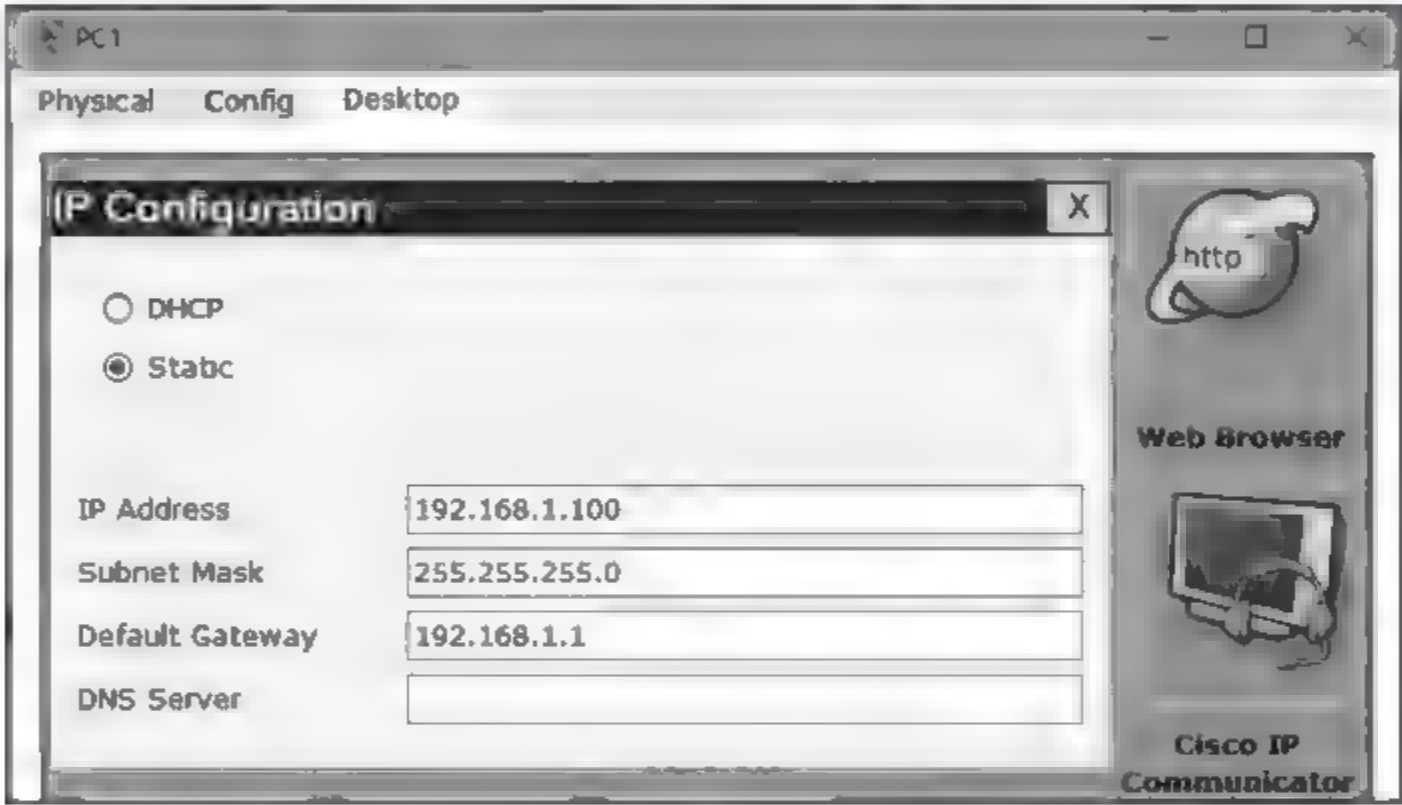 PC1
Physical Config Desktop
IP Configuration X
http
DHCP
Static
Web Browser
IP Address 192.168.1.100
Subnet Mask 255.255.255.0
Default Gateway 192.168.1.1
DNS Server
Cisco IP
Communicator